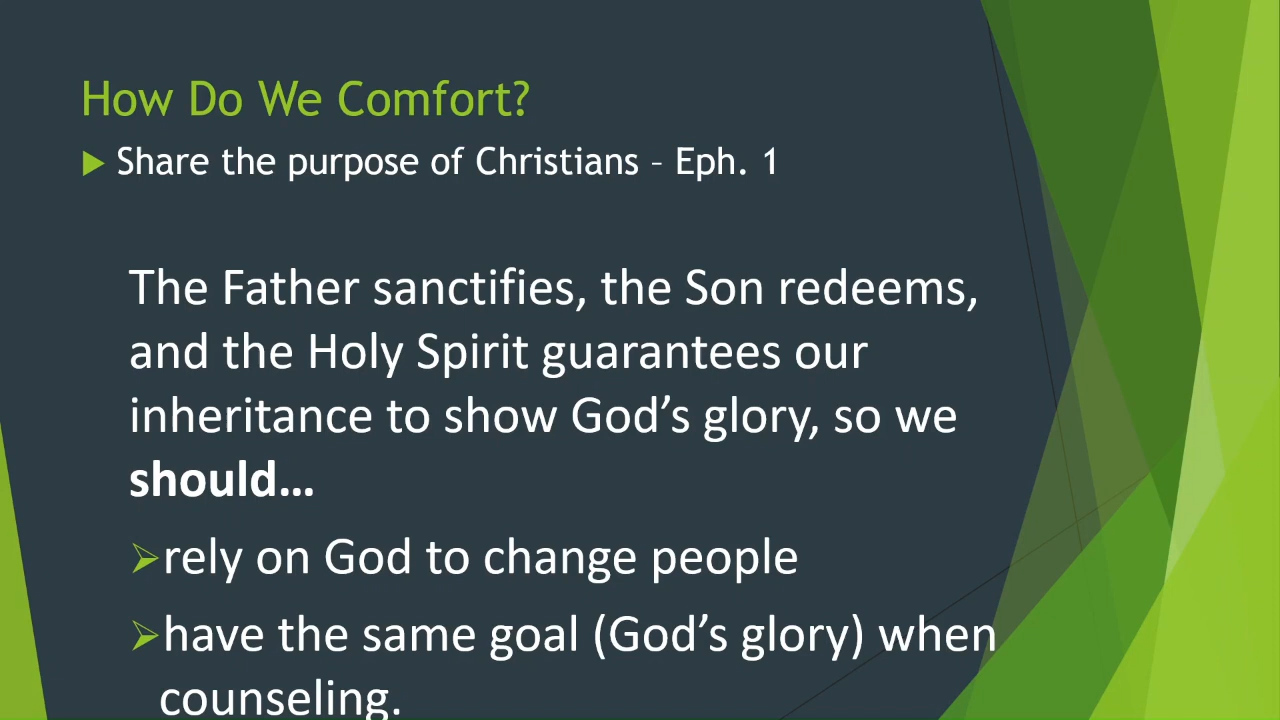 How Do We Comfort?
Share the purpose of Christians – Eph. 1
The Father sanctifies, the Son redeems,
and the Holy Spirit guarantees our
inheritance to show God’s glory, so we
should…
rely on God to change people
have the same goal (God’s glory) when
counseling.